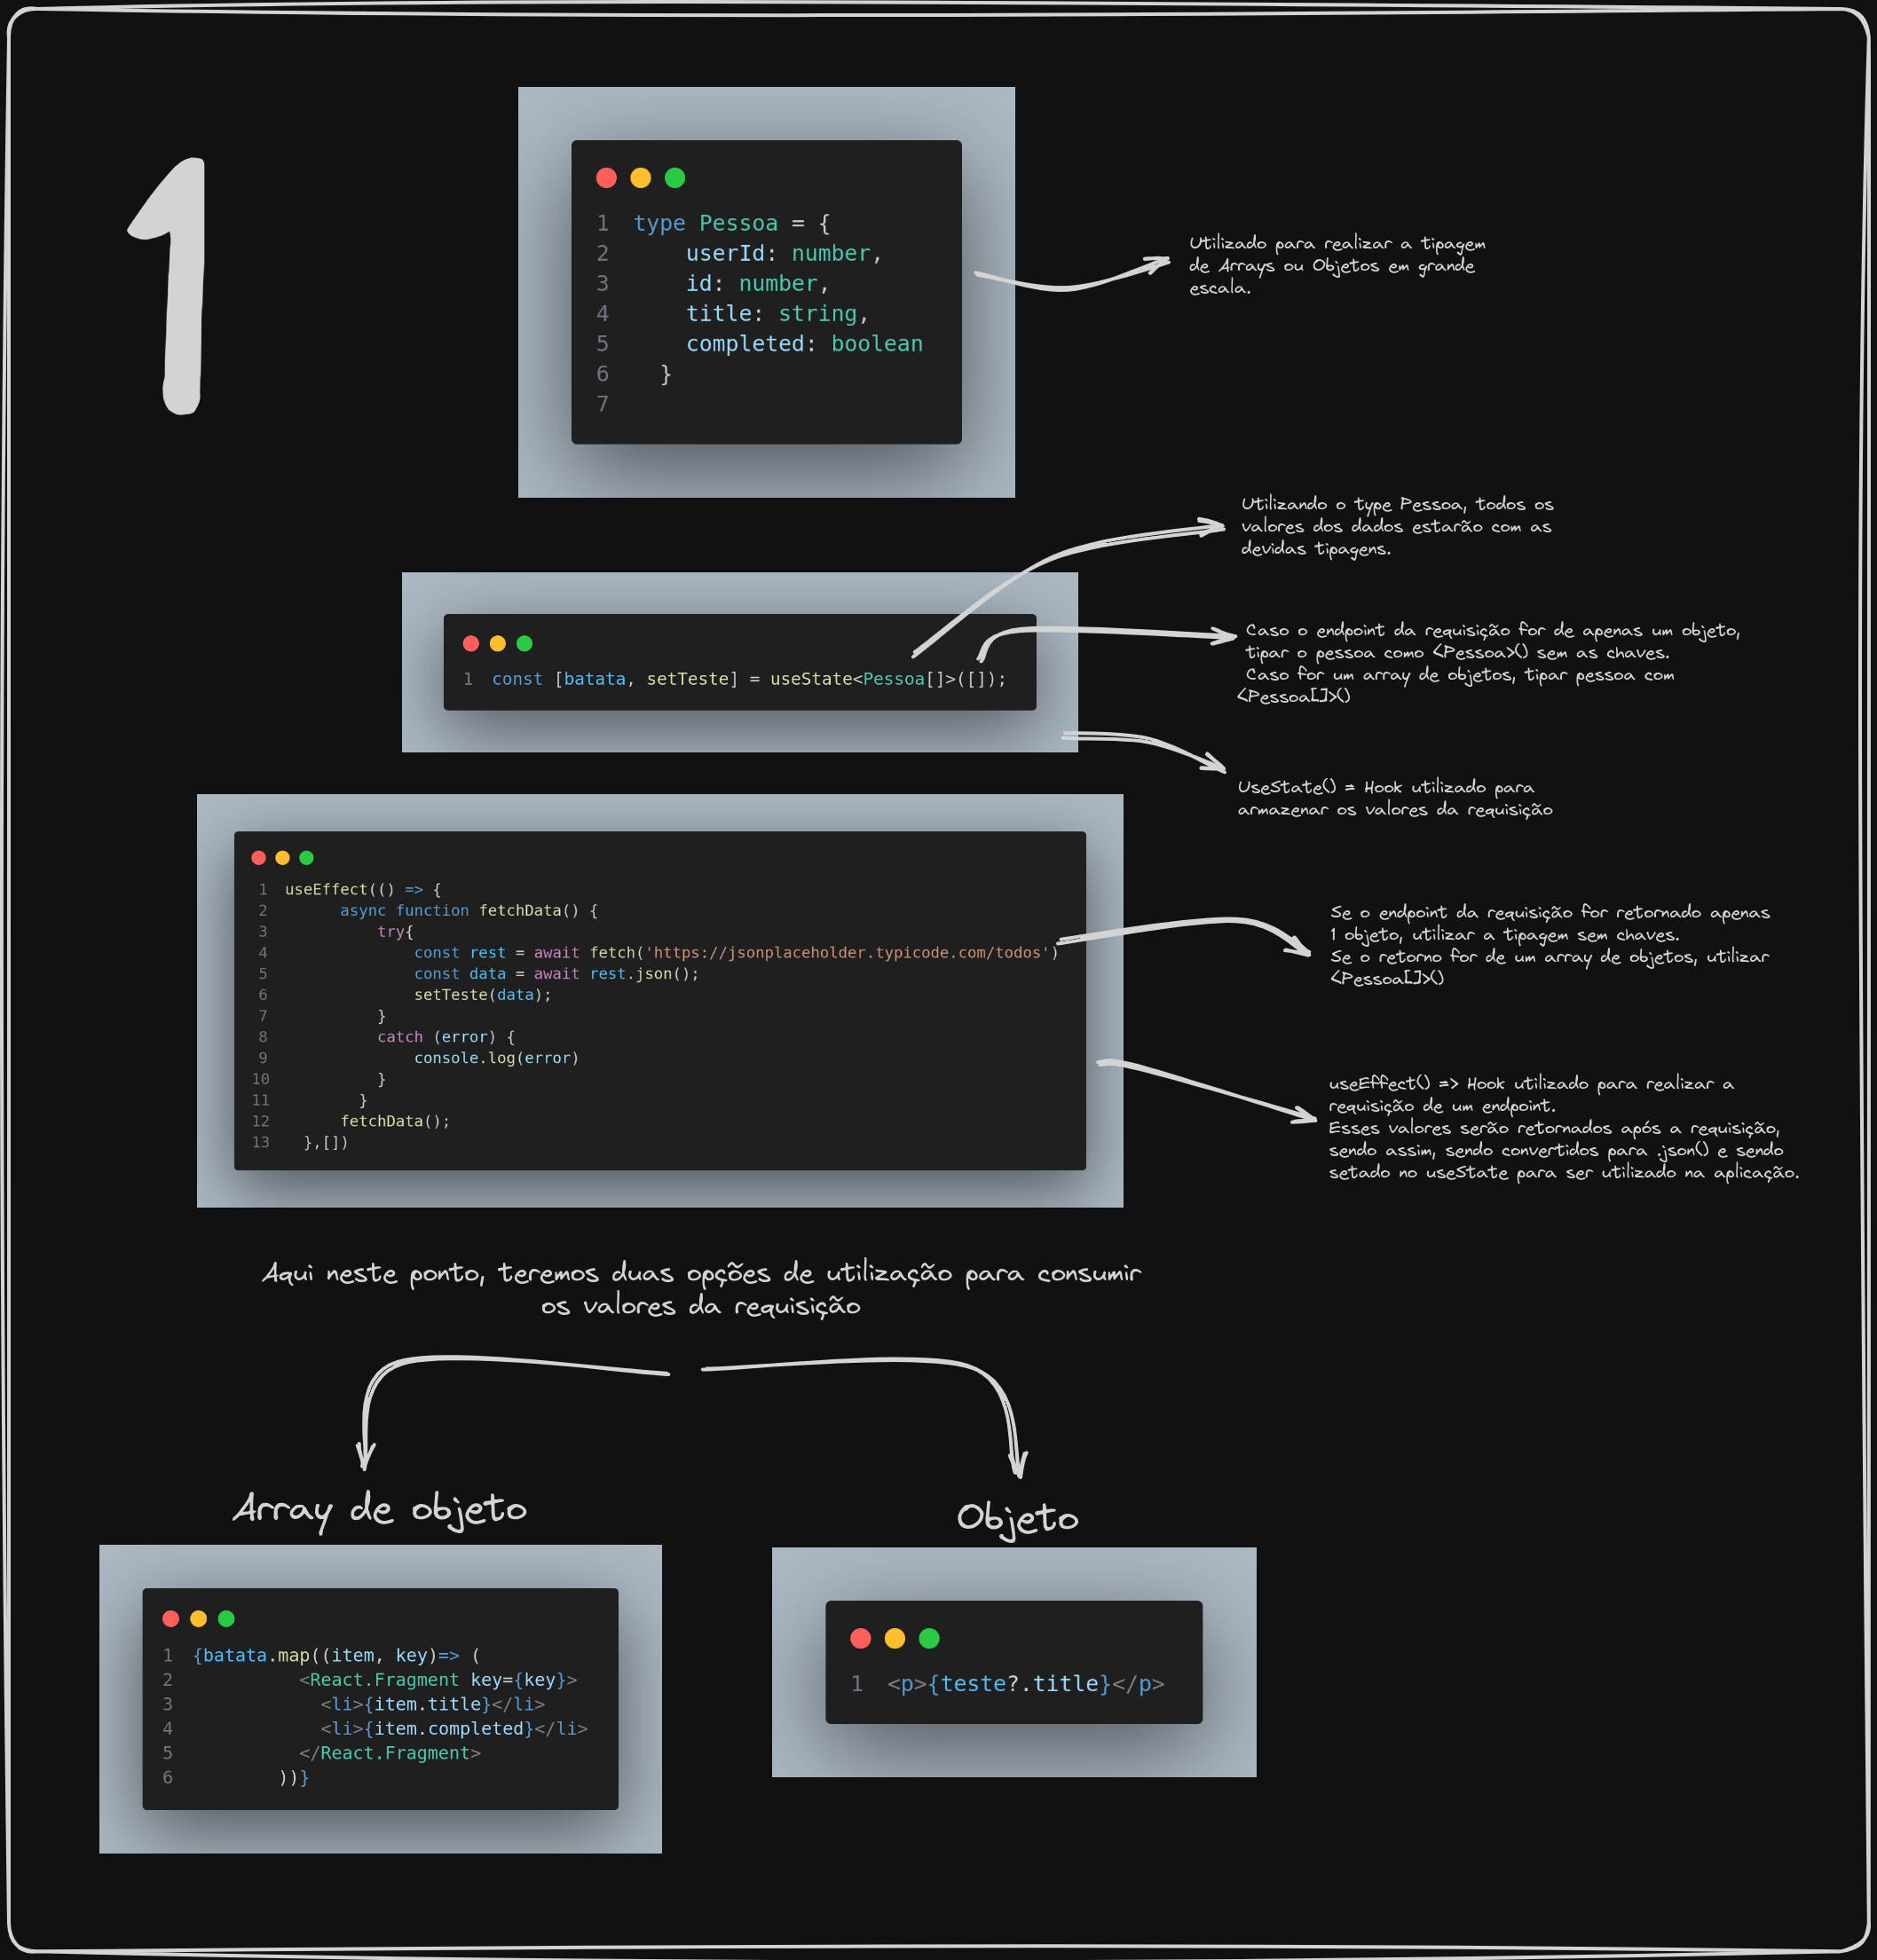 1
1 type Pessoa = {
2 userId: number,
3 id: number,
4 title: string,
5 completed: boolean
6 }
7
Utilizado para realizar a tipagem
de Arrays ou Objetos em grande
escala.
Utilizando o type Pessoa, todos os
valores dos dados estarão com as
devidas tipagens.
1 const [batata, setTeste] = useState<Pessoa[]>([]);
Caso o endpoint da requisição for de apenas um objeto,
tipar o pessoa como <Pessoa>() sem as chaves.
Caso for um array de objetos, tipar pessoa com
<Pessoa[]>()
UseState() = Hook utilizado para
armazenar os valores da requisição
1 useEffect(() => {
2 async function fetchData() {
3 try{
4 const rest = await fetch('https://jsonplaceholder.typicode.com/todos')
5 const data = await rest.json();
6 setTeste(data);
7 }
8 catch (error) {
9 console.log(error)
10 }
11 }
12 fetchData();
13 },[])
Se o endpoint da requisição for retornado apenas
1 objeto, utilizar a tipagem sem chaves.
Se o retorno for de um array de objetos, utilizar
<Pessoa[]>()
useEffect() => Hook utilizado para realizar a
requisição de um endpoint.
Esses valores serão retornados após a requisição,
sendo assim, sendo convertidos para .json() e sendo
setado no useState para ser utilizado na aplicação.
Aqui neste ponto, teremos duas opções de utilização para consumir
os valores da requisição
Array de objeto
1 {batata.map((item, key)=> (
2 <React.Fragment key={key}>
3 <li>{item.title}</li>
4 <li>{item.completed}</li>
5 </React.Fragment>
6 ))}
Objeto
1 <p>{teste?.title}</p>